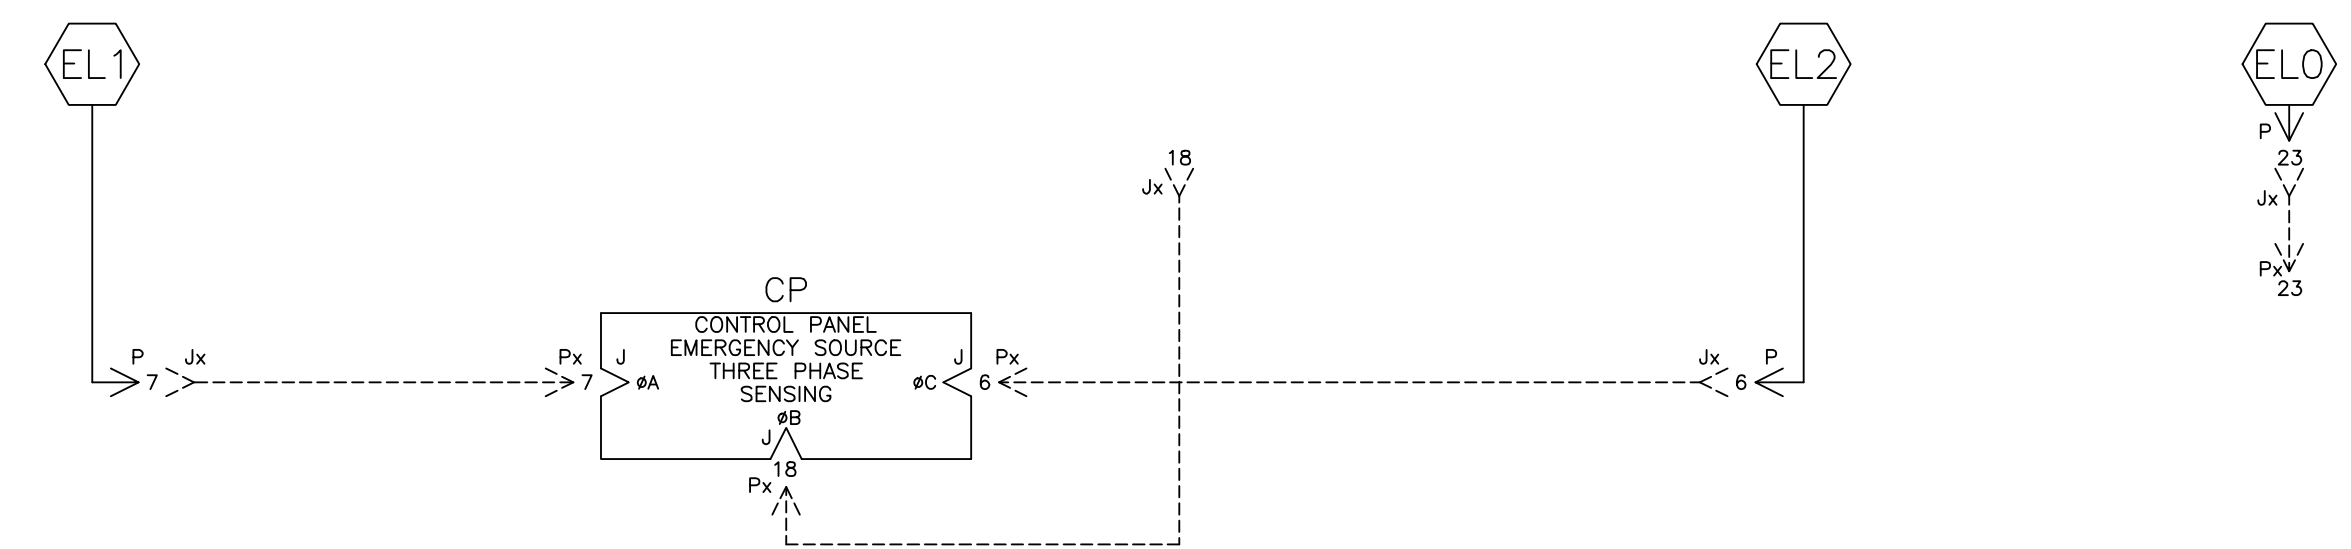 EL1
EL2
EL0
P
18
23
Jx
Jx
CP
Px
23
CONTROL PANEL
EMERGENCY SOURCE
THREE PHASE
SENSING
P Jx
7
Px J
7 ØA
J Px
ØC 6
Jx P
6
ØB
J
18
Px